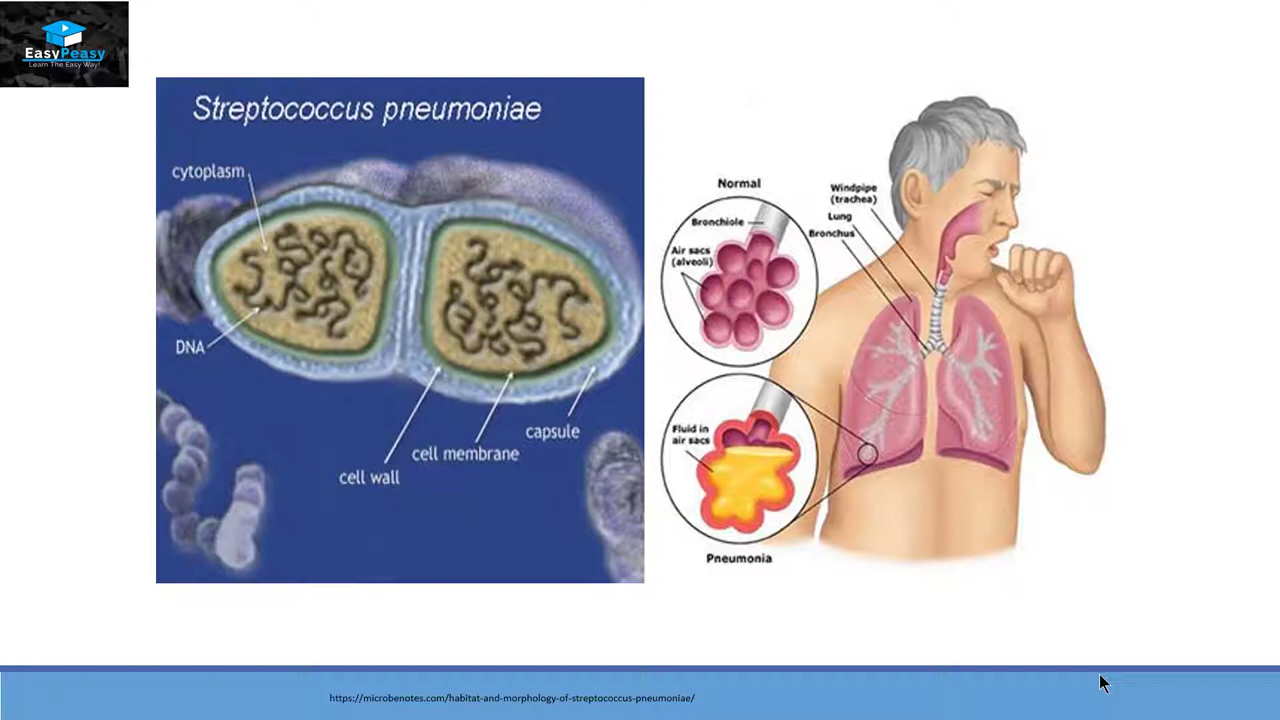 EasyPeasy
Learn The Easy Way!
Streptococcus pneumoniae
cytoplasm
DNA
cell wall
cell membrane
capsule
Normal
Bronchiole
Air sacs
(alveoli)
Windpipe
(trachea)
Lung
Bronchus
Fluid in
air sacs
Pneumonia
https://microbenotes.com/habitat-and-morphology-of-streptococcus-pneumoniae/